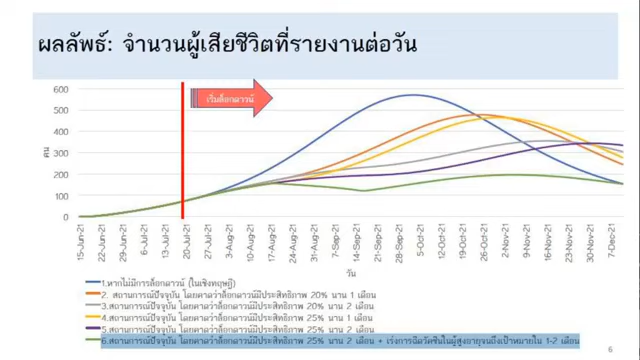 ผลลัพธ์: จำนวนผู้เสียชีวิตที่รายงานต่อวัน
เริ่มล็อกดาวน์
600
500
400
300
200
100
0
คน
15-Jun-21
22-Jun-21
29-Jun-21
6-Jul-21
13-Jul-21
20-Jul-21
27-Jul-21
3-Aug-21
10-Aug-21
17-Aug-21
24-Aug-21
31-Aug-21
7-Sep-21
14-Sep-21
21-Sep-21
28-Sep-21
5-Oct-21
12-Oct-21
19-Oct-21
26-Oct-21
2-Nov-21
9-Nov-21
16-Nov-21
23-Nov-21
30-Nov-21
7-Dec-21
วัน
1.หากไม่มีการล็อกดาวน์ (ในเชิงทฤษฎี)
2. สถานการณ์ปัจจุบัน โดยคาดว่าล็อกดาวน์มีประสิทธิภาพ 20% นาน 1 เดือน
3.สถานการณ์ปัจจุบัน โดยคาดว่าล็อกดาวน์มีประสิทธิภาพ 20% นาน 2 เดือน
4.สถานการณ์ปัจจุบัน โดยคาดว่าล็อกดาวน์มีประสิทธิภาพ 25% นาน 1 เดือน
5.สถานการณ์ปัจจุบัน โดยคาดว่าล็อกดาวน์มีประสิทธิภาพ 25% นาน 2 เดือน
6.สถานการณ์ปัจจุบัน โดยคาดว่าล็อกดาวน์มีประสิทธิภาพ 25% นาน 2 เดือน + เร่งการฉีดวัคซีนในผู้สูงอายุจนถึงเป้าหมายใน 1-2 เดือน
6